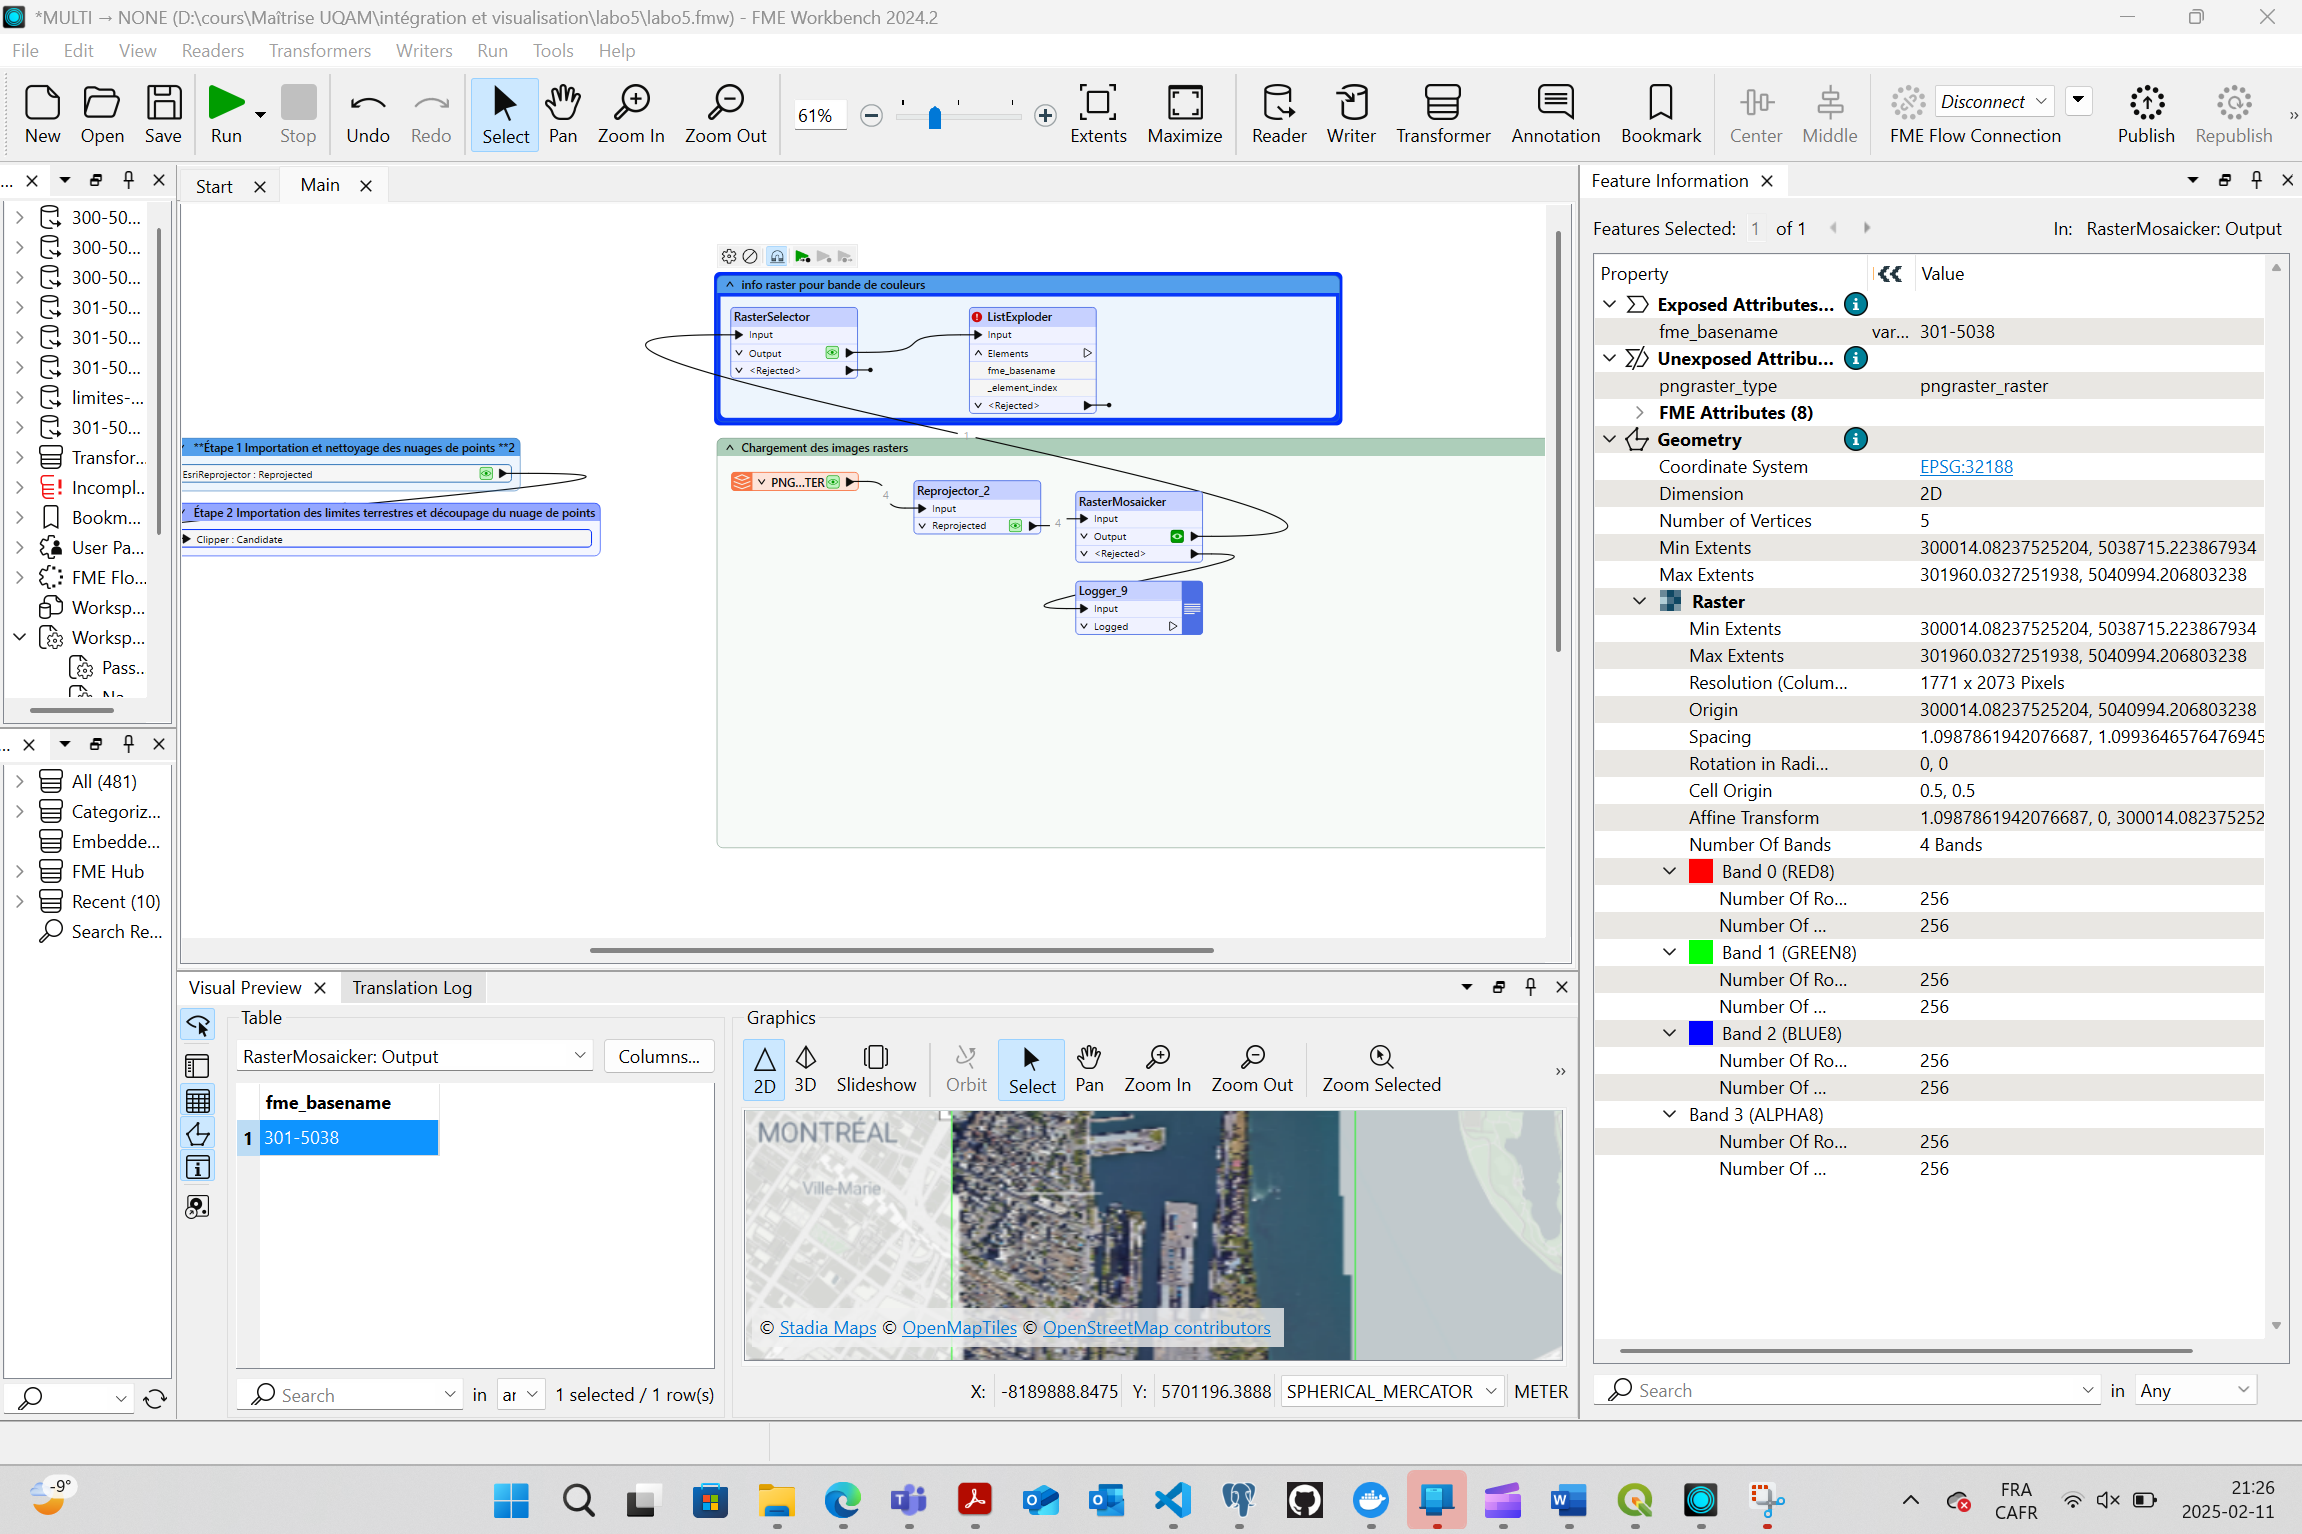 *MULTI → NONE (D:\cours\Maîtrise UQAM\intégration et visualisation\labo5\labo5.fmw) - FME Workbench 2024.2
File Edit View Readers Transformers Writers Run Tools Help
New Open Save Run Stop Undo Redo Select Pan Zoom In Zoom Out 61% Extents Maximize Reader Writer Transformer Annotation Bookmark Center Middle Disconnect FME Flow Connection Publish Republish
...
300-50...
300-50...
300-50...
301-50...
301-50...
301-50...
limites-...
301-50...
Transfor...
Incompl...
Bookm...
User Pa...
FME Flo...
Worksp...
Worksp...
Pass..
...
All (481)
Categoriz...
Embedde...
FME Hub
Recent (10)
Search Re...
Start
Main
info raster pour bande de couleurs
RasterSelector
Input
Output
<Rejected>
ListExploder
Input
Elements
fme_basename
_element_index
<Rejected>
1
**Étape 1 Importation et nettoyage des nuages de points **2
EsriReprojector : Reprojected
Étape 2 Importation des limites terrestres et découpage du nuage de points
Clipper : Candidate
Chargement des images rasters
PNG...TER
4
Reprojector_2
Input
Reprojected
4
RasterMosaicker
Input
Output
<Rejected>
Logger_9
Input
Logged
Visual Preview
Translation Log
Table
RasterMosaicker: Output
Columns...
fme_basename
1 301-5038
Search in ar 1 selected / 1 row(s)
Graphics
2D 3D Slideshow Orbit Select Pan Zoom In Zoom Out Zoom Selected
MONTRÉAL
Ville-Marie
© Stadia Maps © OpenMapTiles © OpenStreetMap contributors
X: -8189888.8475 Y: 5701196.3888 SPHERICAL_MERCATOR METER
Feature Information
Features Selected: 1 of 1 In: RasterMosaicker: Output
Property Value
Exposed Attributes...
fme_basename var... 301-5038
Unexposed Attribu...
pngraster_type pngraster_raster
FME Attributes (8)
Geometry
Coordinate System EPSG:32188
Dimension 2D
Number of Vertices 5
Min Extents 300014.08237525204, 5038715.223867934
Max Extents 301960.0327251938, 5040994.206803238
Raster
Min Extents 300014.08237525204, 5038715.223867934
Max Extents 301960.0327251938, 5040994.206803238
Resolution (Colum... 1771 x 2073 Pixels
Origin 300014.08237525204, 5040994.206803238
Spacing 1.0987861942076687, 1.0993646576476945
Rotation in Radi... 0, 0
Cell Origin 0.5, 0.5
Affine Transform 1.0987861942076687, 0, 300014.082375252
Number Of Bands 4 Bands
Band 0 (RED8)
Number Of Ro... 256
Number Of ... 256
Band 1 (GREEN8)
Number Of Ro... 256
Number Of ... 256
Band 2 (BLUE8)
Number Of Ro... 256
Number Of ... 256
Band 3 (ALPHA8)
Number Of Ro... 256
Number Of ... 256
Search in Any
-9°
FRA
CAFR
21:26
2025-02-11